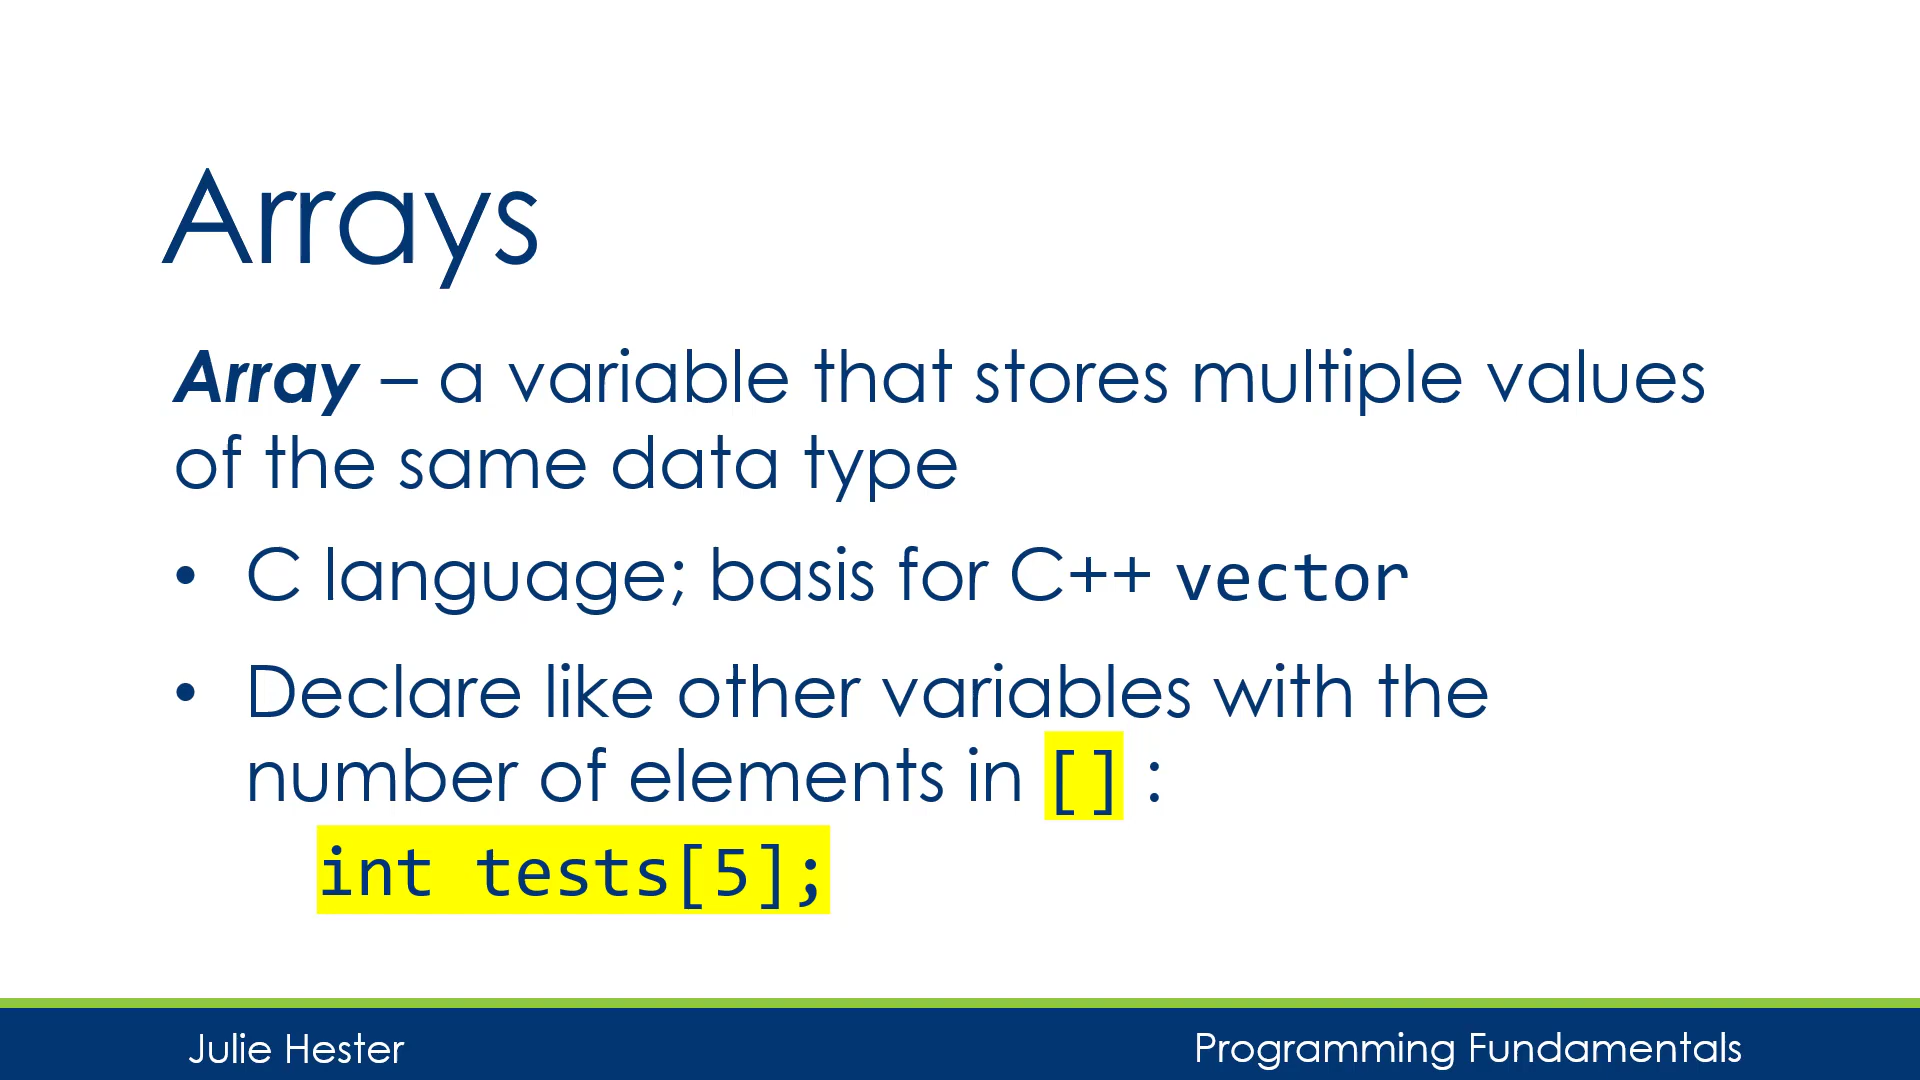 Arrays
Array – a variable that stores multiple values
of the same data type
• C language; basis for C++ vector
• Declare like other variables with the
number of elements in [] :
int tests[5];
Julie Hester
Programming Fundamentals